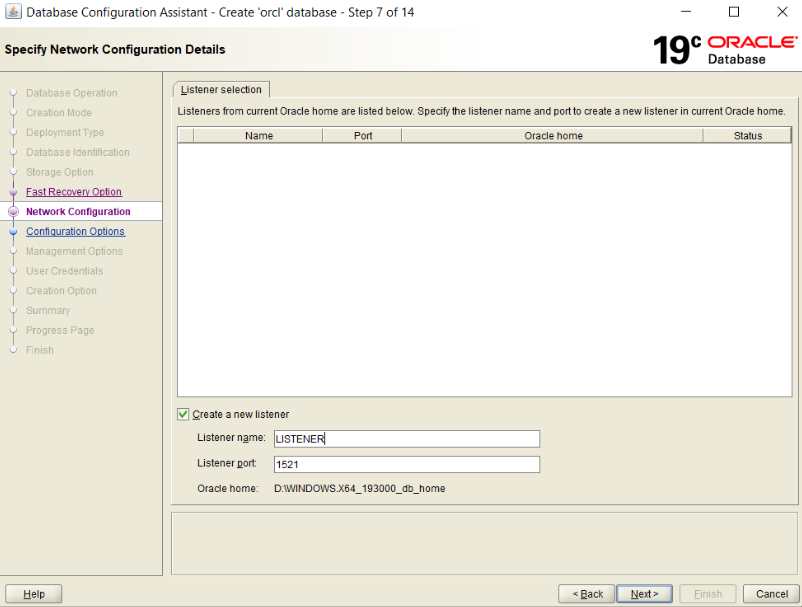 Database Configuration Assistant - Create 'orcl' database - Step 7 of 14
Specify Network Configuration Details
19c ORACLE
Database
Database Operation
Creation Mode
Deployment Type
Database Identification
Storage Option
Fast Recovery Option
Network Configuration
Configuration Options
Management Options
User Credentials
Creation Option
Summary
Progress Page
Finish
Listener selection
Listeners from current Oracle home are listed below. Specify the listener name and port to create a new listener in current Oracle home.
Name Port Oracle home Status
Create a new listener
Listener name: LISTENER
Listener port: 1521
Oracle home: D:\WINDOWS.X64_193000_db_home
Help
< Back Next > Finish Cancel